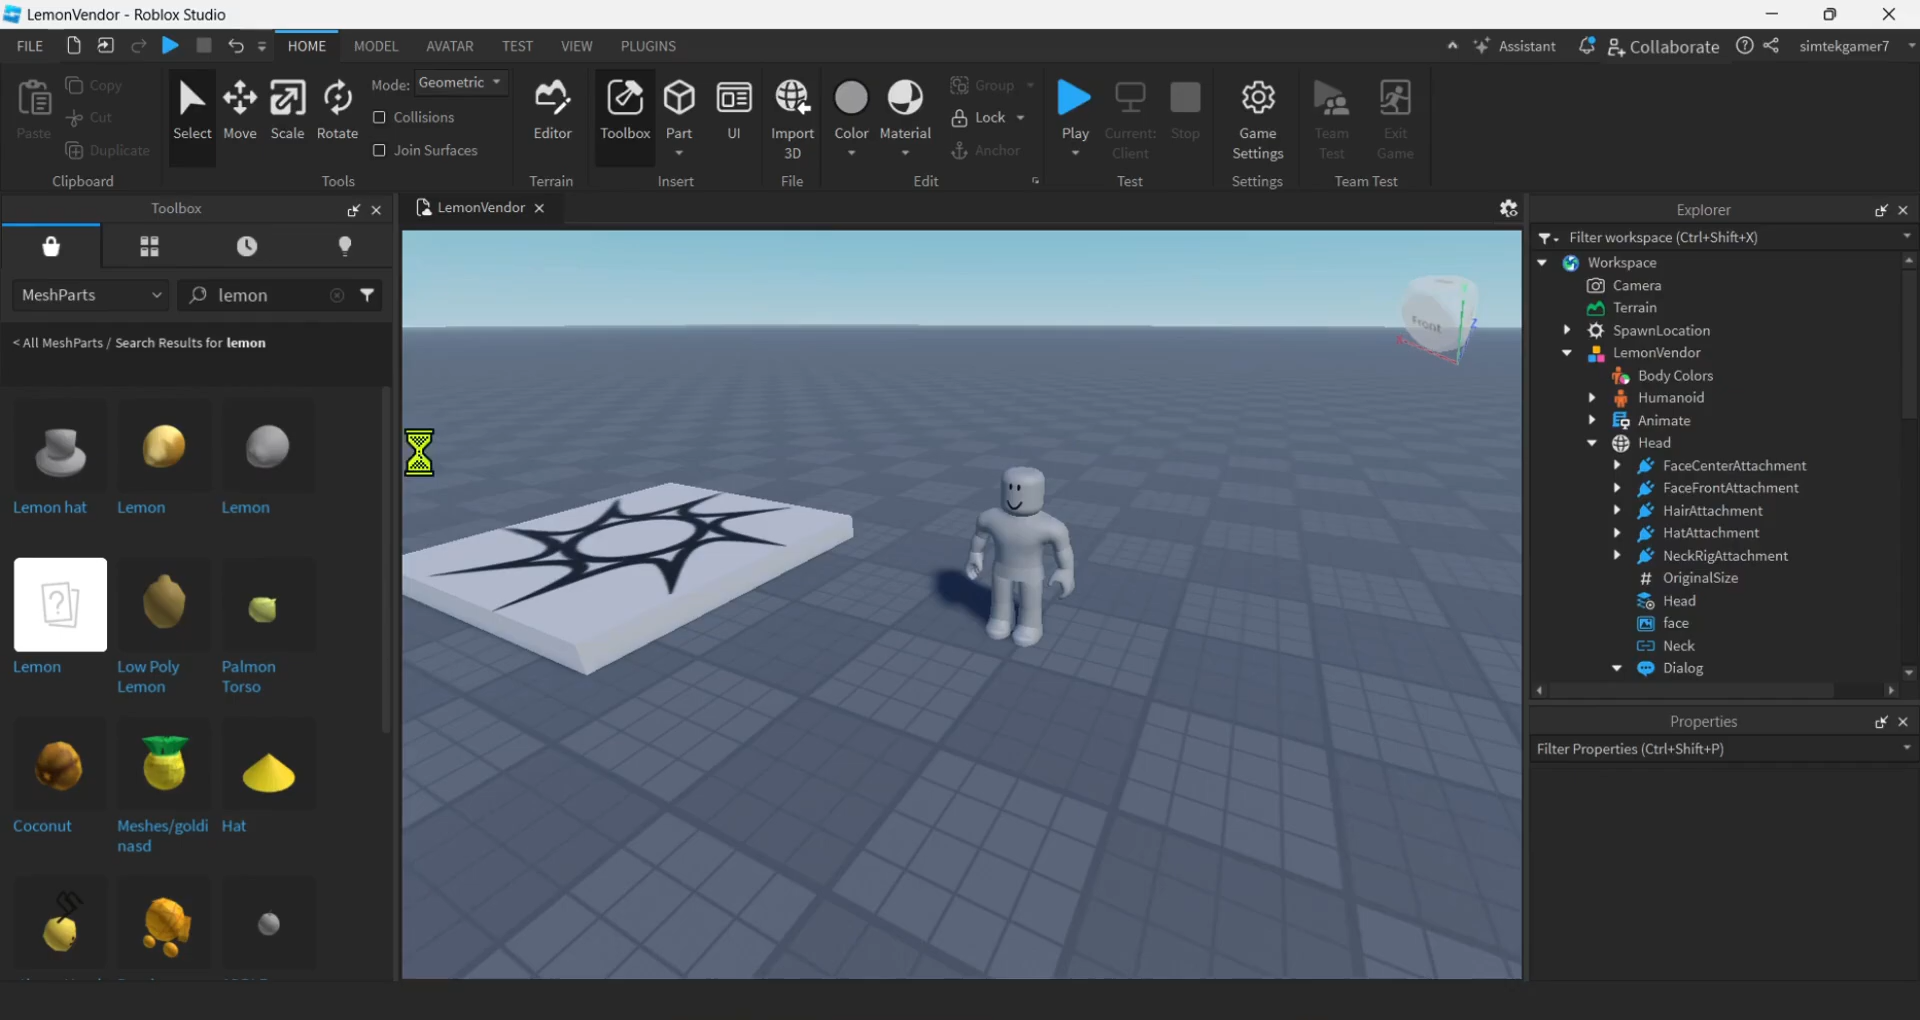 LemonVendor - Roblox Studio
FILE
HOME
MODEL
AVATAR
TEST
VIEW
PLUGINS
Assistant
Collaborate
simtekgamer7
Paste
Copy
Cut
Duplicate
Clipboard
Select
Move
Scale
Rotate
Mode: Geometric
Collisions
Join Surfaces
Tools
Editor
Terrain
Toolbox
Part
UI
Insert
Import
3D
File
Color
Material
Group
Lock
Anchor
Edit
Play
Current:
Client
Stop
Test
Game
Settings
Settings
Team
Test
Exit
Game
Team Test
Toolbox
MeshParts
lemon
< All MeshParts / Search Results for lemon
Lemon hat
Lemon
Lemon
Lemon
Low Poly
Lemon
Palmon
Torso
Coconut
Meshes/goldi
nasd
Hat
LemonVendor
Front
Z
Explorer
Filter workspace (Ctrl+Shift+X)
Workspace
Camera
Terrain
SpawnLocation
LemonVendor
Body Colors
Humanoid
Animate
Head
FaceCenterAttachment
FaceFrontAttachment
HairAttachment
HatAttachment
NeckRigAttachment
OriginalSize
Head
face
Neck
Dialog
Properties
Filter Properties (Ctrl+Shift+P)